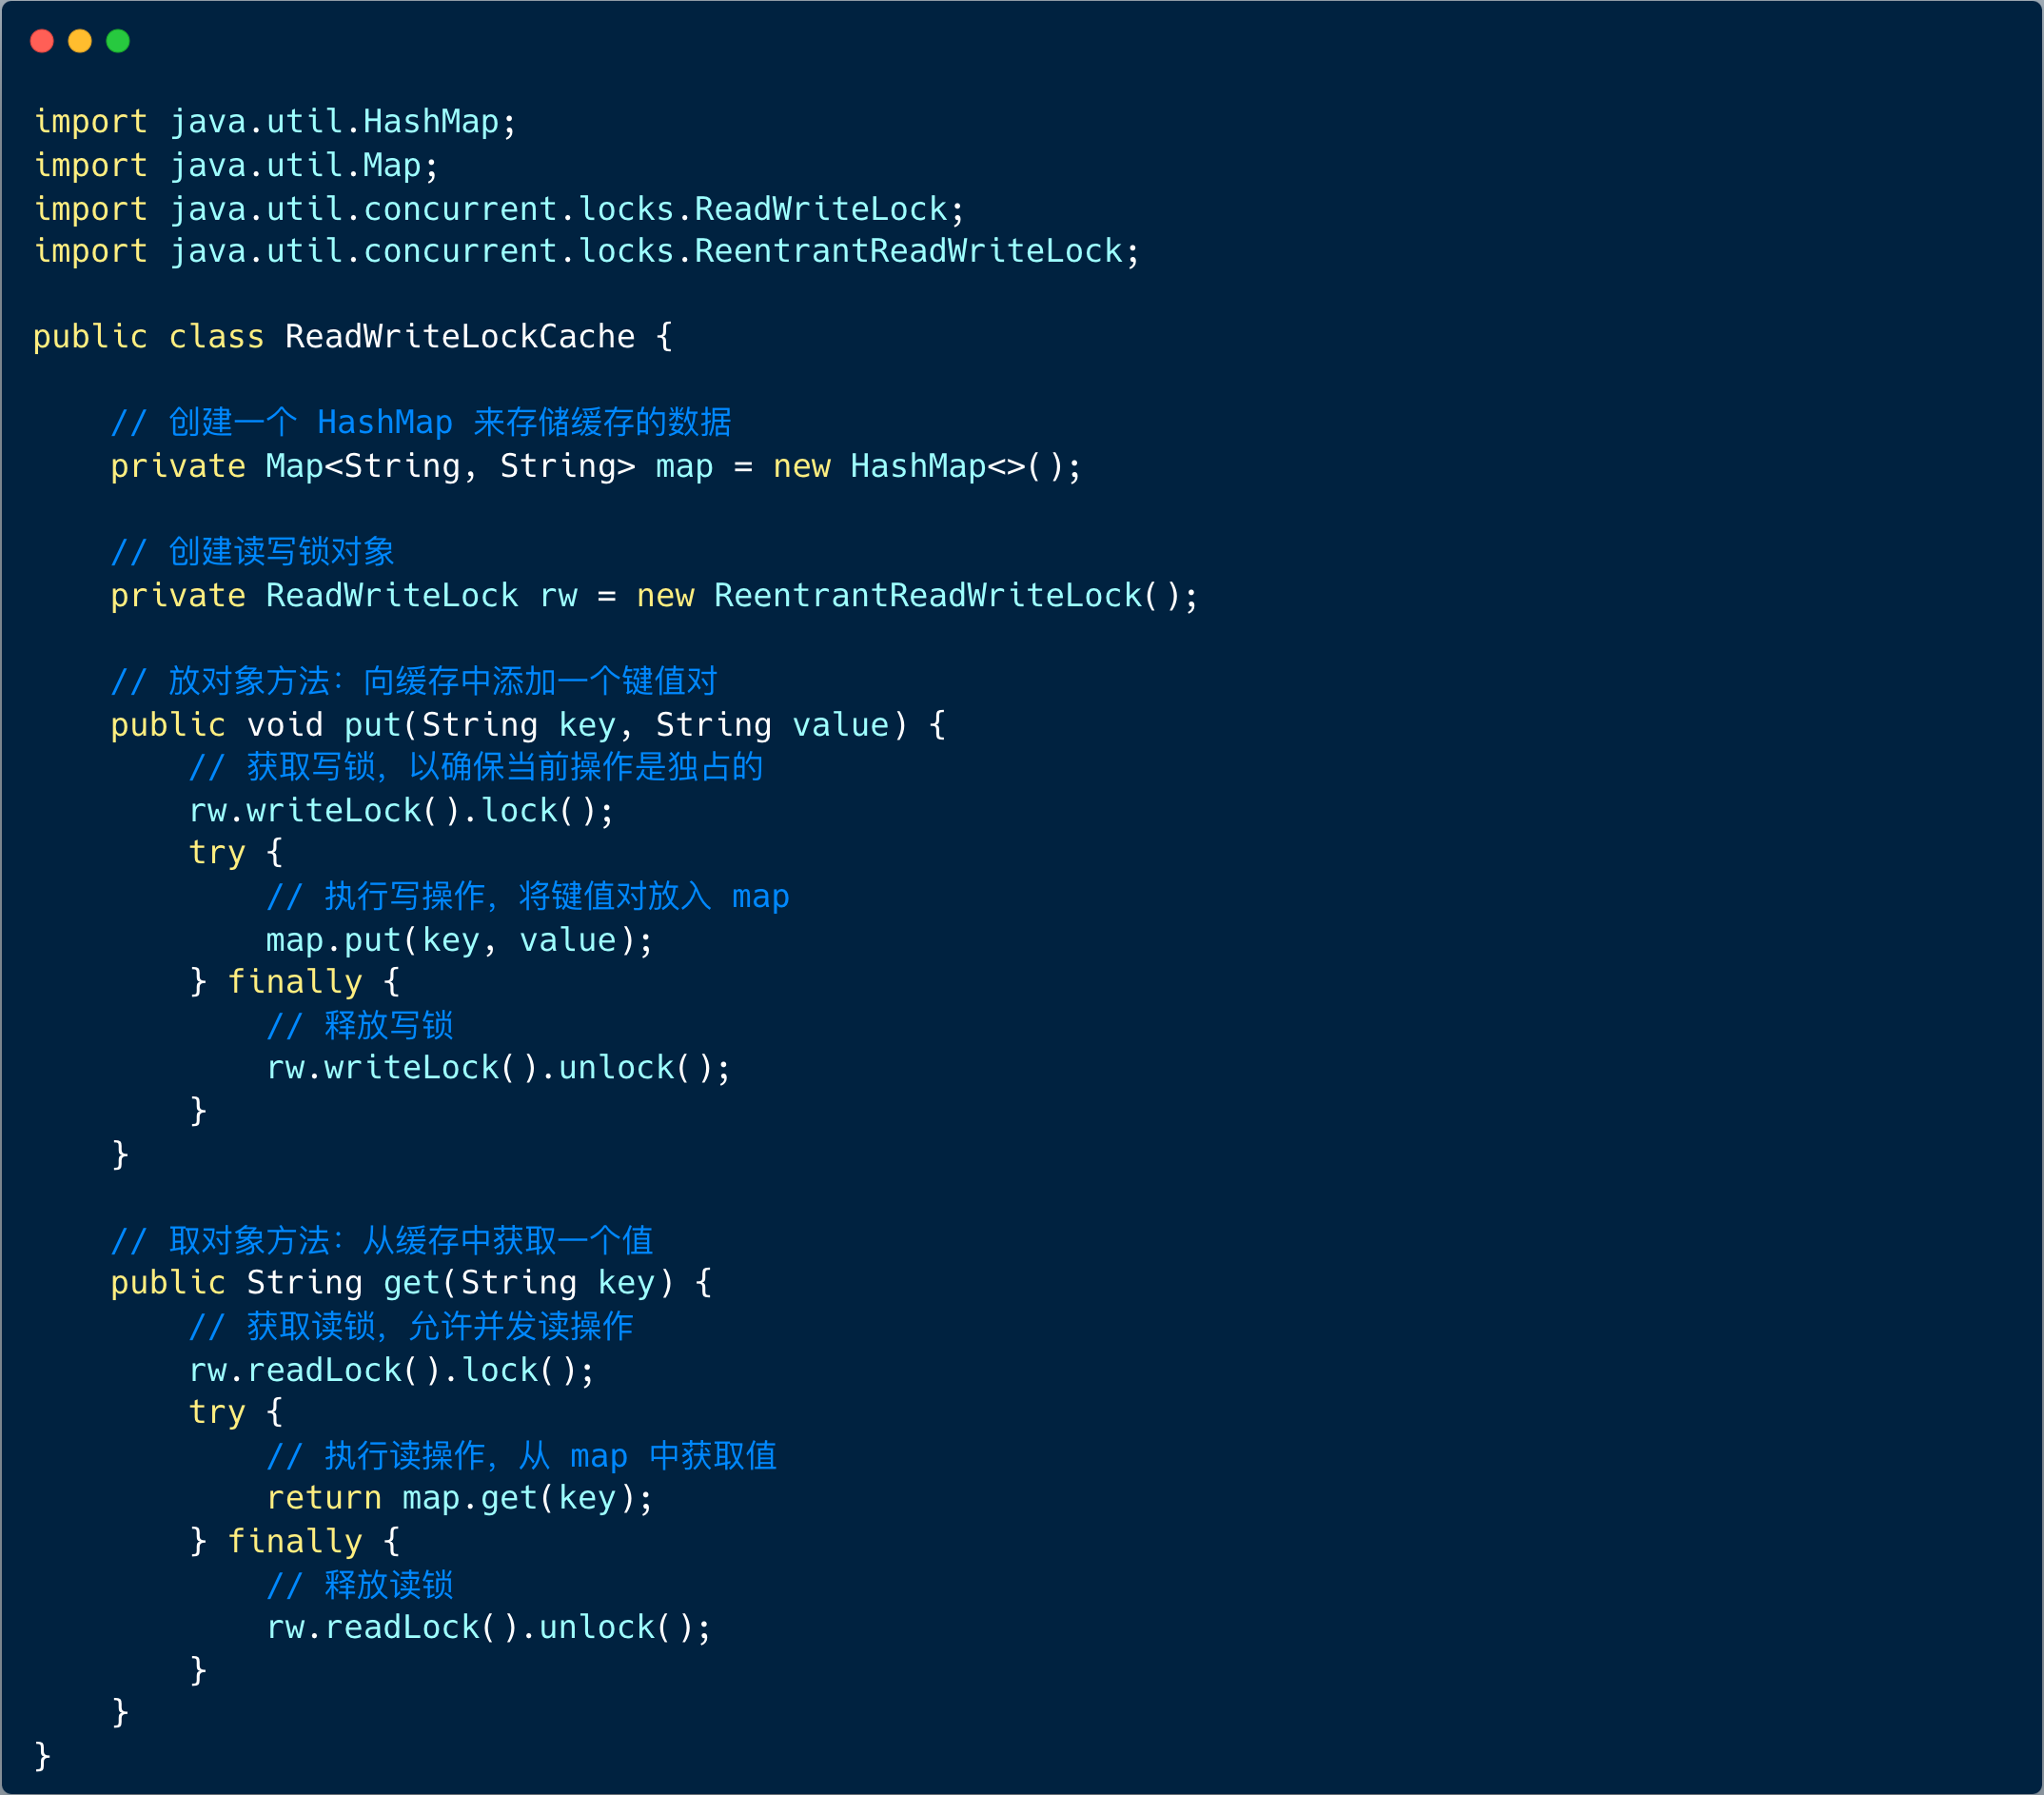 import java.util.HashMap;
import java.util.Map;
import java.util.concurrent.locks.ReadWriteLock;
import java.util.concurrent.locks.ReentrantReadWriteLock;

public class ReadWriteLockCache {

    // 创建一个 HashMap 来存储缓存的数据
    private Map<String, String> map = new HashMap<>();

    // 创建读写锁对象
    private ReadWriteLock rw = new ReentrantReadWriteLock();

    // 放对象方法：向缓存中添加一个键值对
    public void put(String key, String value) {
        // 获取写锁，以确保当前操作是独占的
        rw.writeLock().lock();
        try {
            // 执行写操作，将键值对放入 map
            map.put(key, value);
        } finally {
            // 释放写锁
            rw.writeLock().unlock();
        }
    }

    // 取对象方法：从缓存中获取一个值
    public String get(String key) {
        // 获取读锁，允许并发读操作
        rw.readLock().lock();
        try {
            // 执行读操作，从 map 中获取值
            return map.get(key);
        } finally {
            // 释放读锁
            rw.readLock().unlock();
        }
    }
}